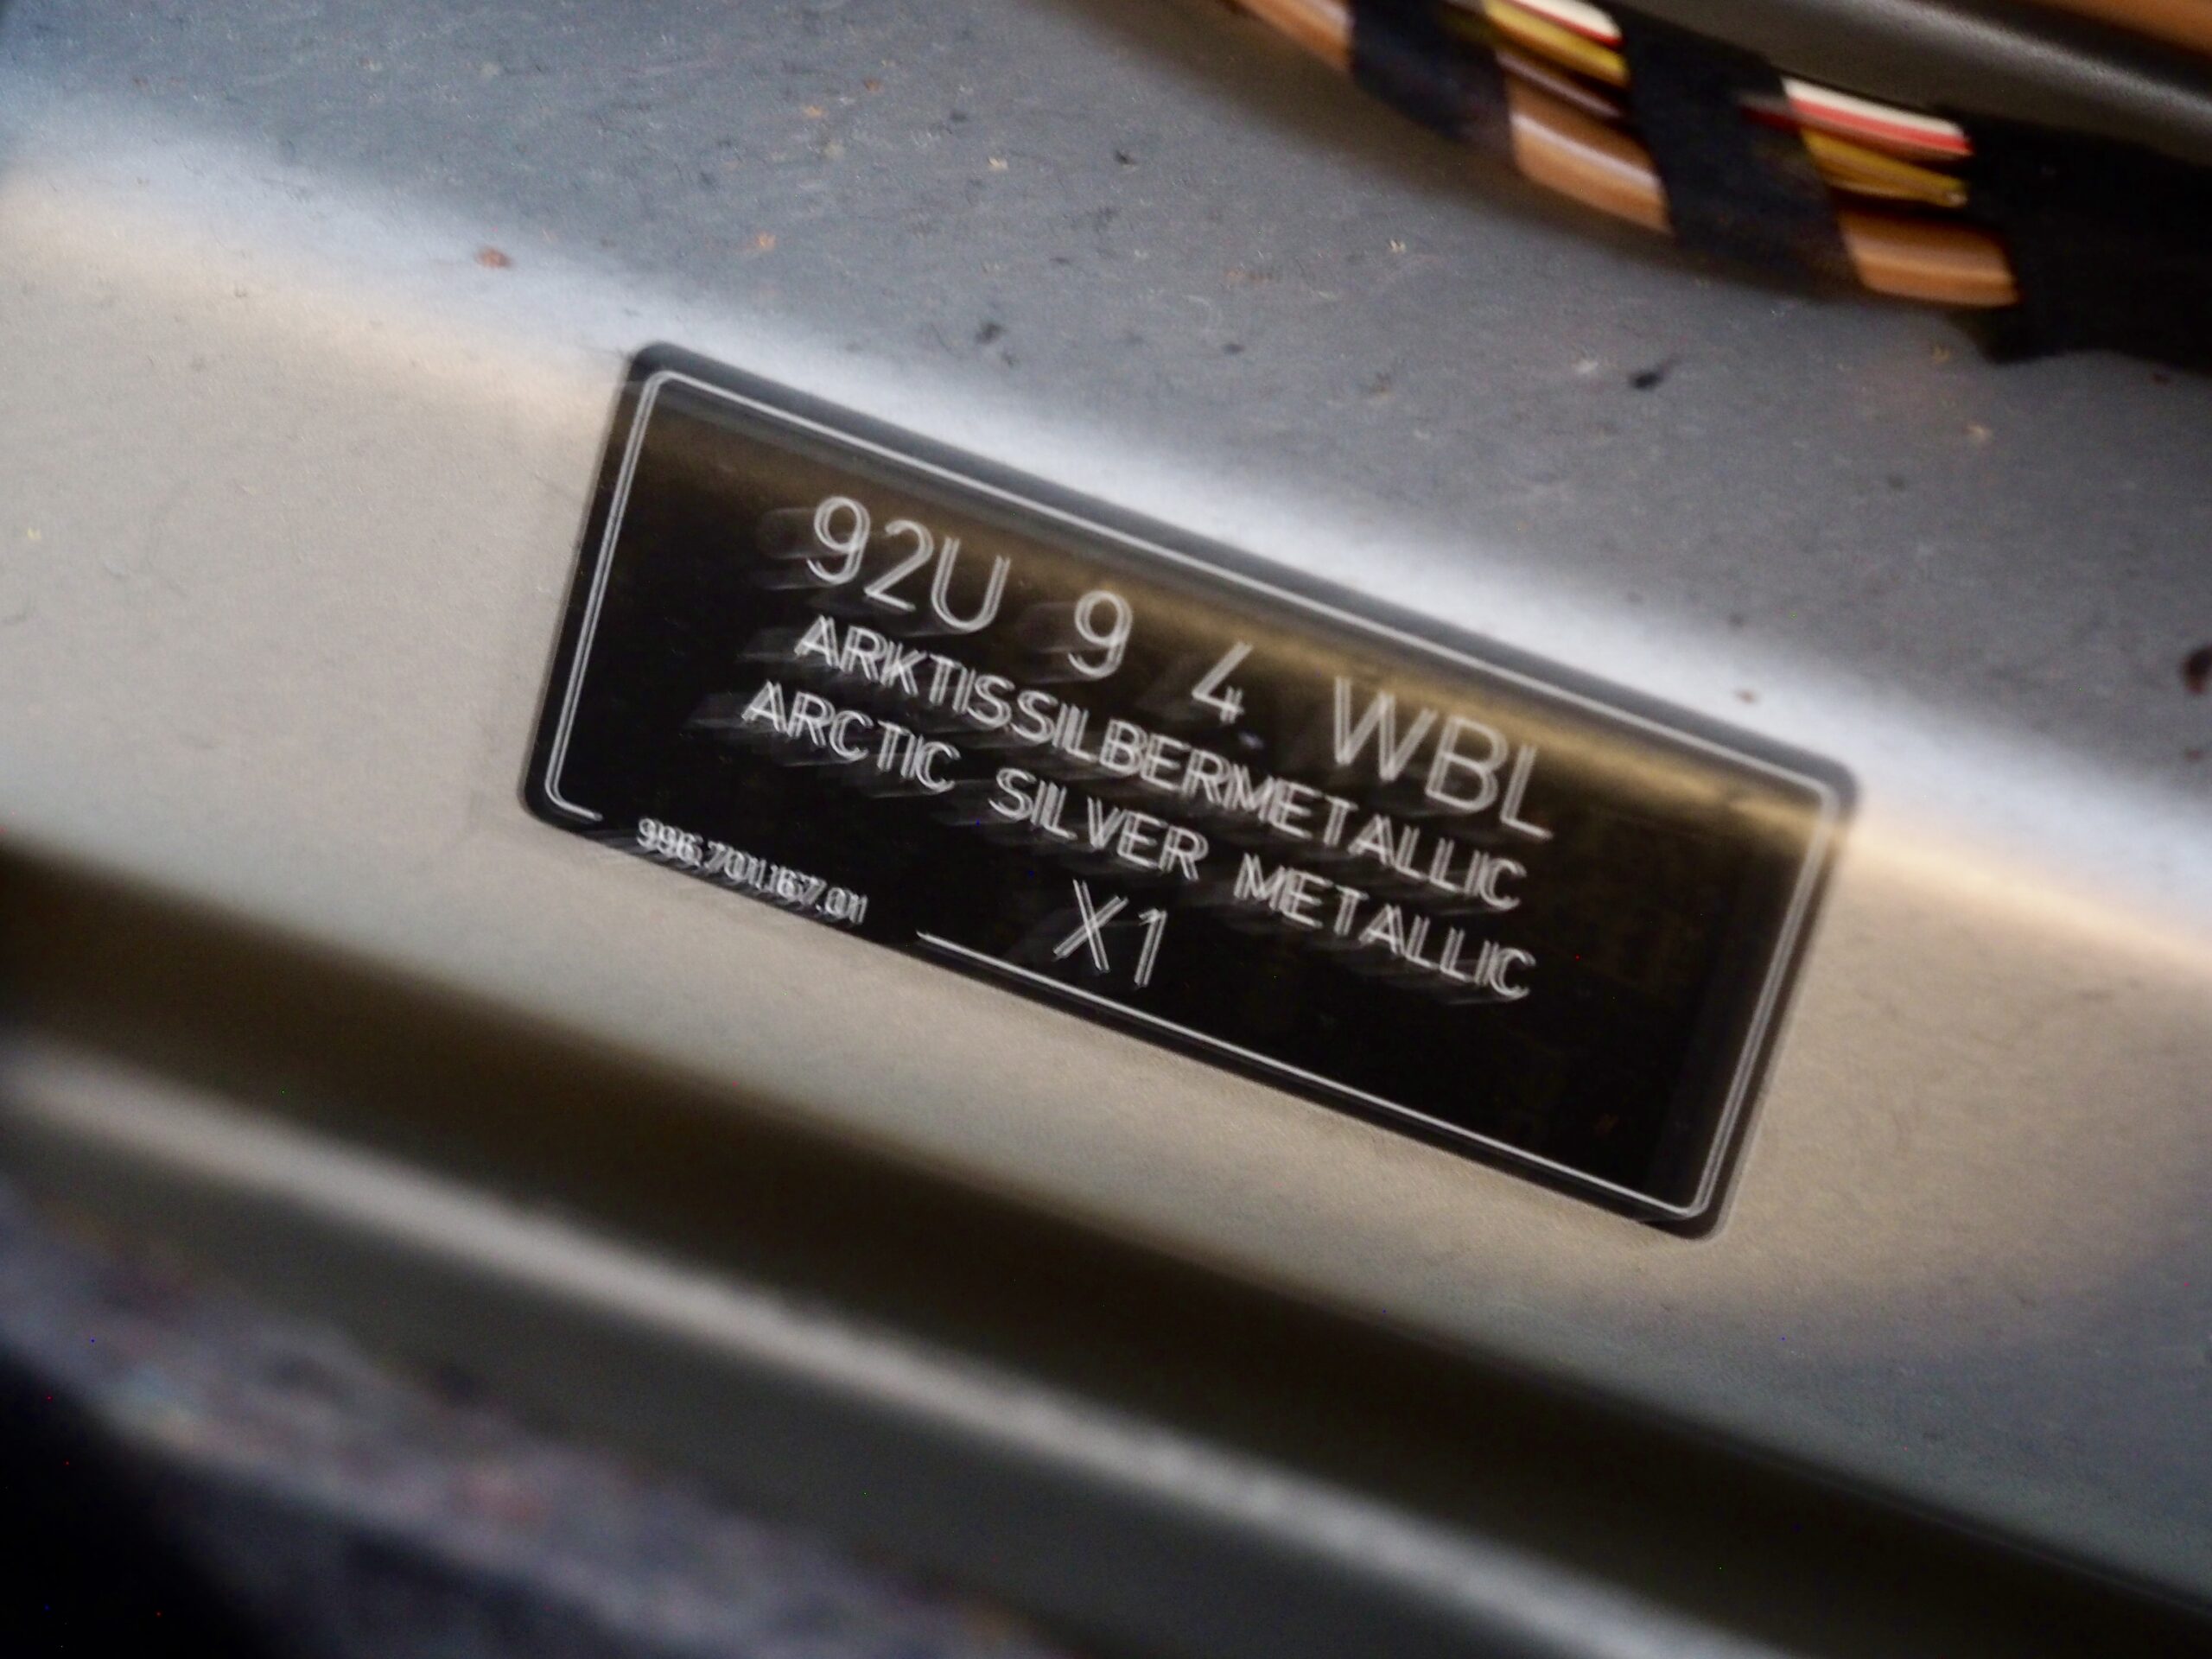 92U 9 4 WBL
ARKTISSILBERMETALLIC
ARCTIC SILVER METALLIC
X1
996.701.167.01